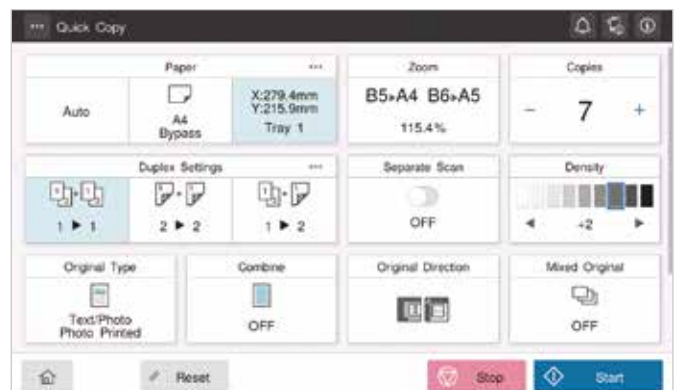 Quick Copy
Paper
Auto
A4
Bypass
X:279.4mm
Y:215.9mm
Tray 1
Zoom
B5▸A4 B6▸A5
115.4%
Copies
- 7 +
Duplex Settings
1 ▶ 1
2 ▶ 2
1 ▶ 2
Separate Scan
OFF
Density
+2
Original Type
Text/Photo
Photo Printed
Combine
OFF
Original Direction
Mixed Original
OFF
Reset
Stop
Start